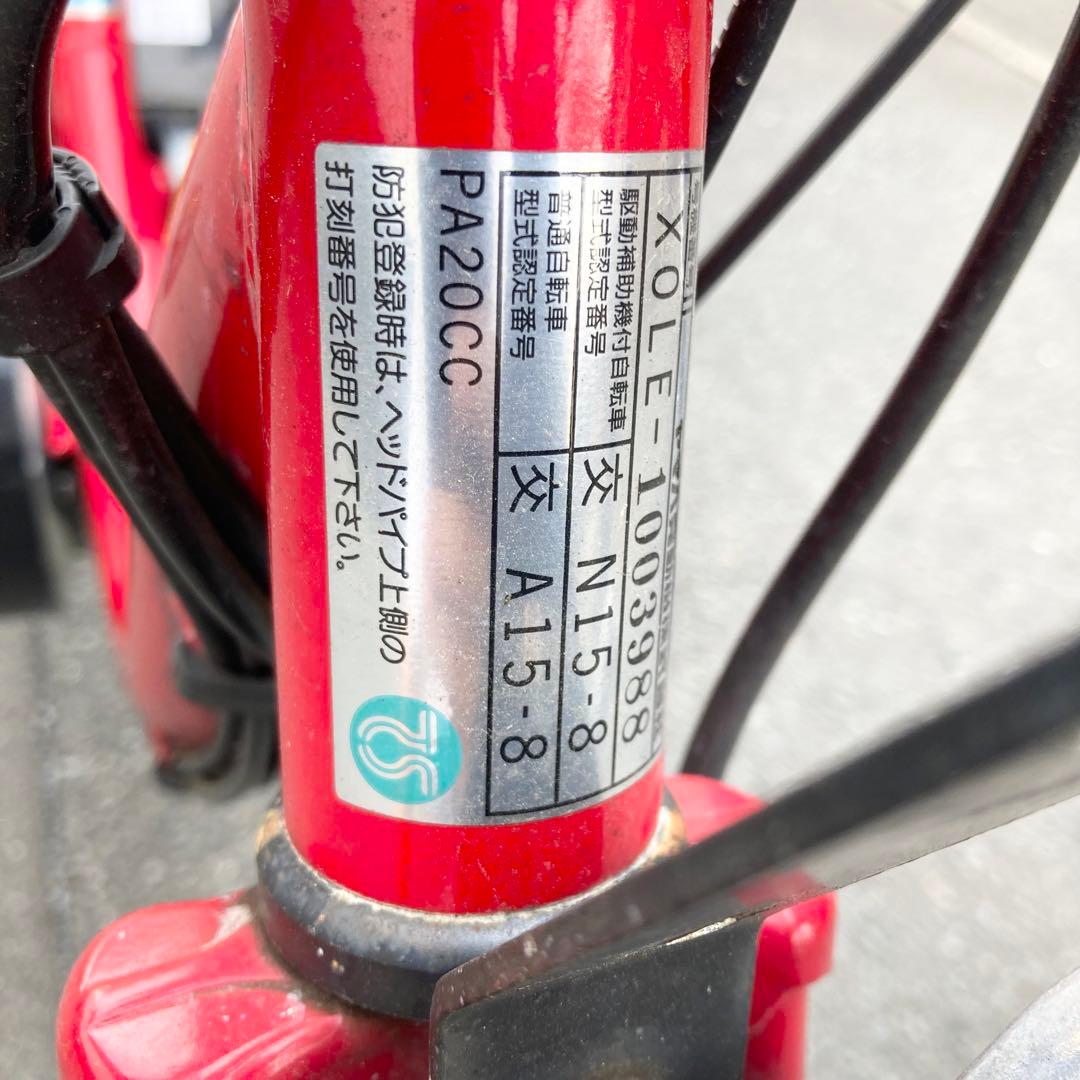 XOLE-1003988
駆動補助機付自転車
型式認定番号
交 N15-8
普通自転車
型式認定番号
交 A15-8
PA20CC
防犯登録時は、ヘッドパイプ上側の
打刻番号を使用して下さい。
TS